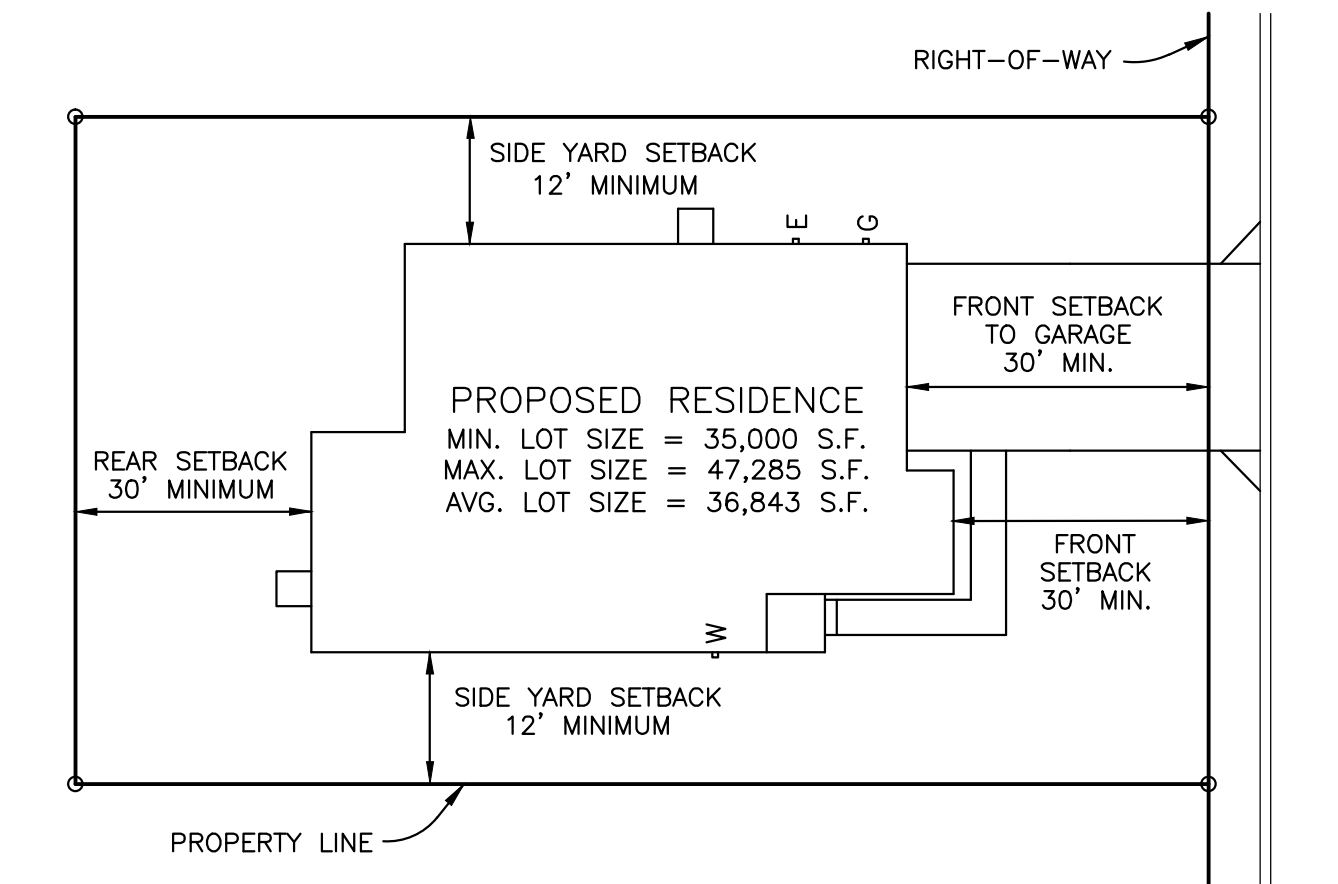 RIGHT-OF-WAY
SIDE YARD SETBACK
12' MINIMUM
E
G
FRONT SETBACK
TO GARAGE
30' MIN.
PROPOSED RESIDENCE
MIN. LOT SIZE = 35,000 S.F.
MAX. LOT SIZE = 47,285 S.F.
AVG. LOT SIZE = 36,843 S.F.
REAR SETBACK
30' MINIMUM
FRONT
SETBACK
30' MIN.
W
SIDE YARD SETBACK
12' MINIMUM
PROPERTY LINE